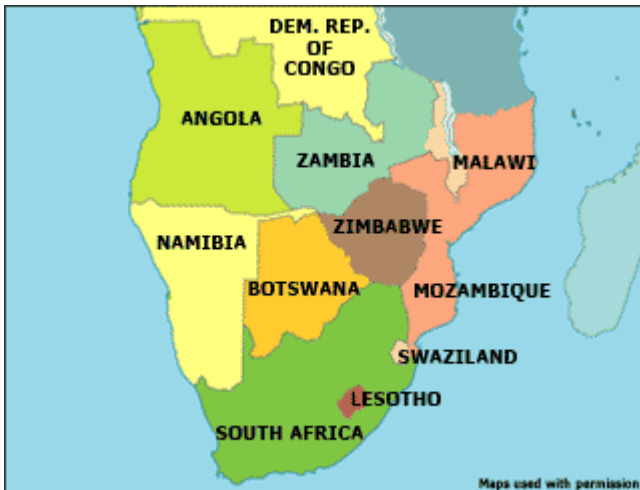 DEM. REP.
OF
CONGO
ANGOLA
ZAMBIA
MALAWI
NAMIBIA
ZIMBABWE
BOTSWANA
MOZAMBIQUE
SWAZILAND
LESOTHO
SOUTH AFRICA
Maps used with permission